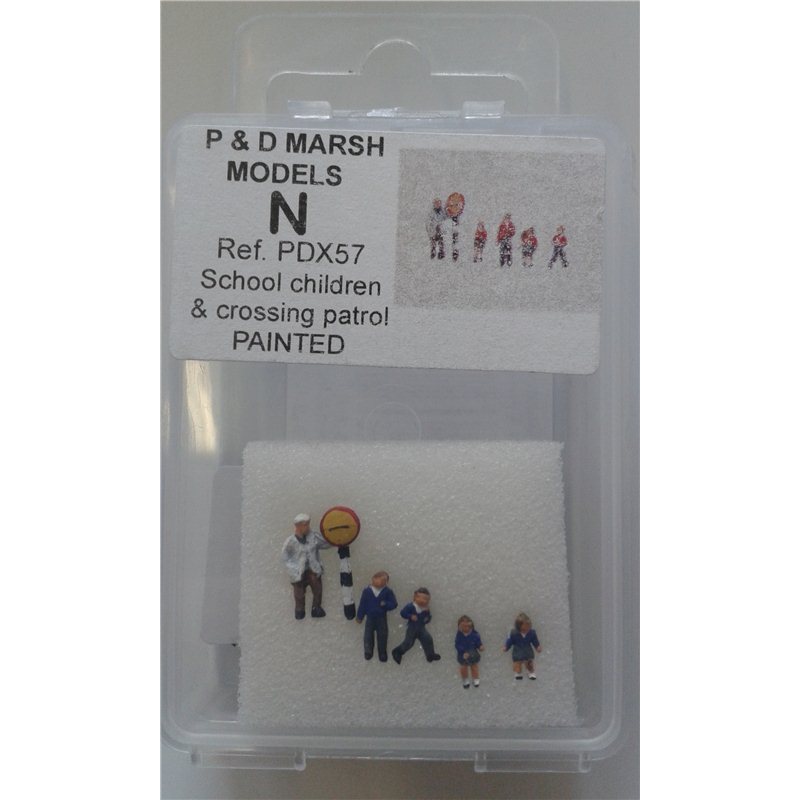 P & D MARSH
MODELS
N
Ref. PDX57
School children
& crossing patrol
PAINTED